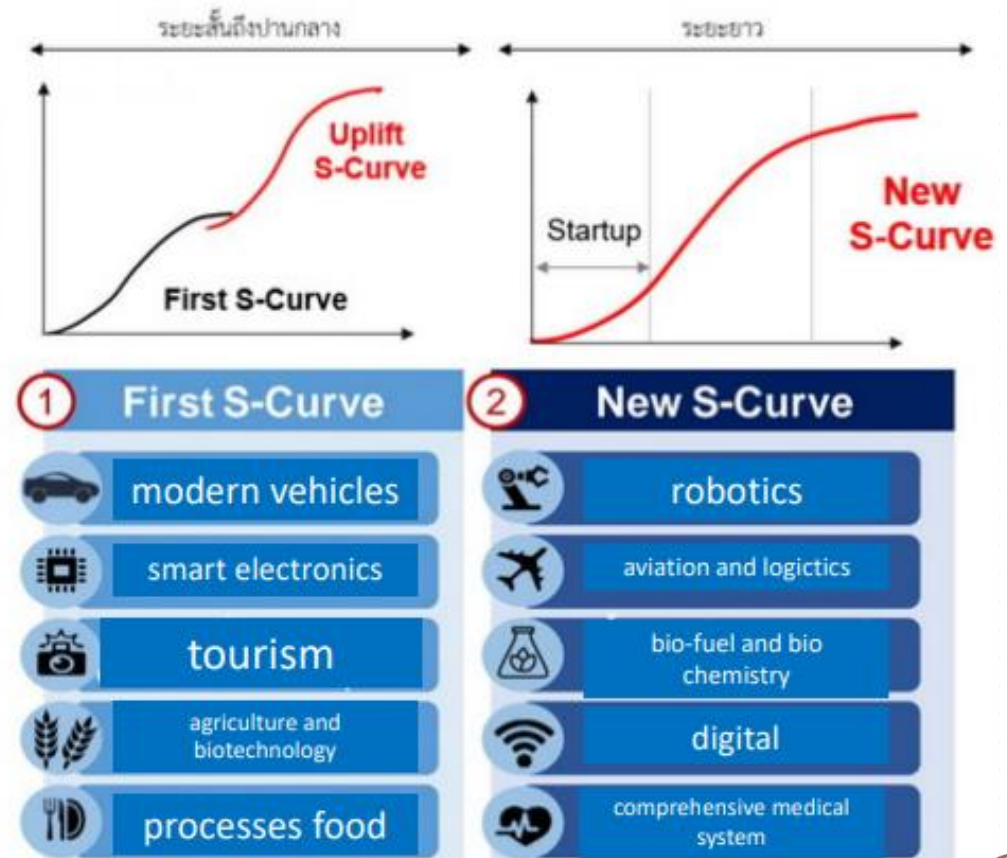 ระยะสั้นถึงปานกลาง
ระยะยาว
Uplift
S-Curve
First S-Curve
Startup
New
S-Curve
1 First S-Curve
modern vehicles
smart electronics
tourism
agriculture and
biotechnology
processes food
2 New S-Curve
robotics
aviation and logictics
bio-fuel and bio
chemistry
digital
comprehensive medical
system